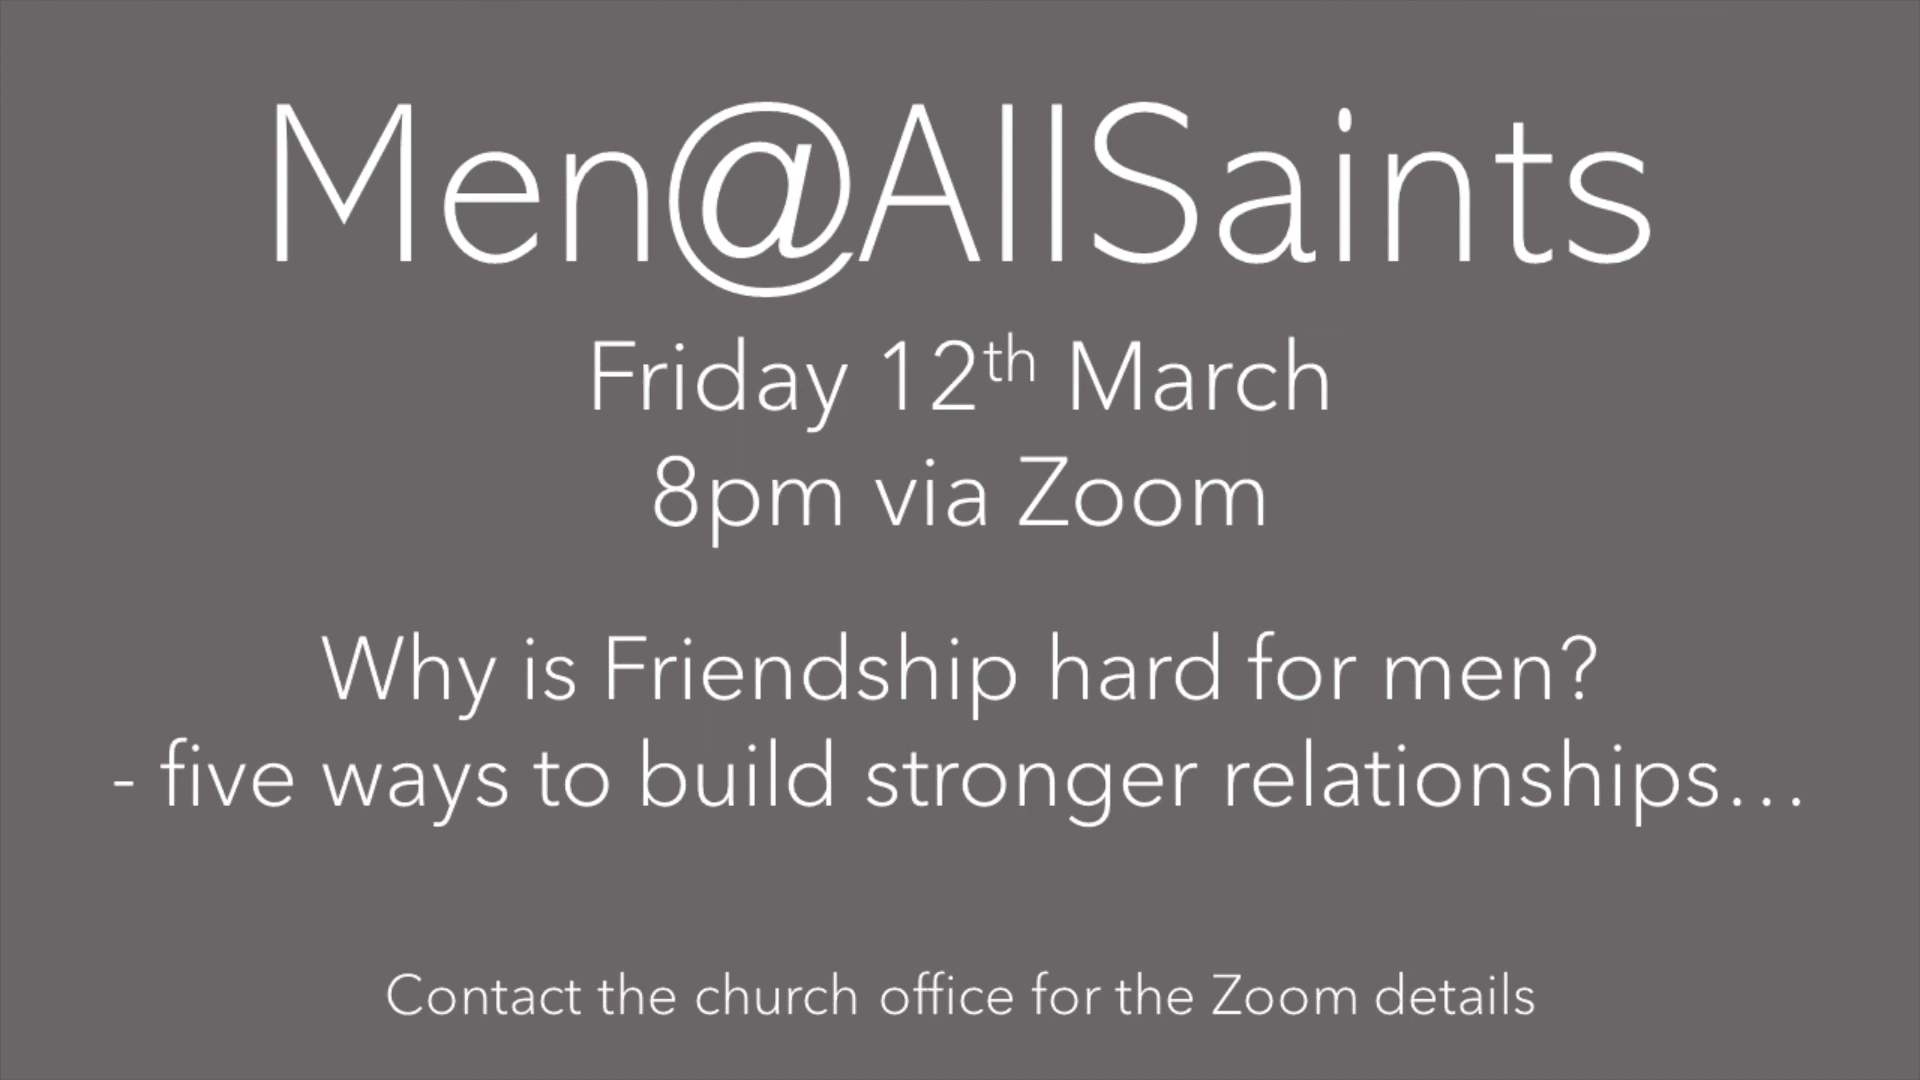 Men@AllSaints
Friday 12th March
8pm via Zoom
Why is Friendship hard for men?
- five ways to build stronger relationships...
Contact the church office for the Zoom details